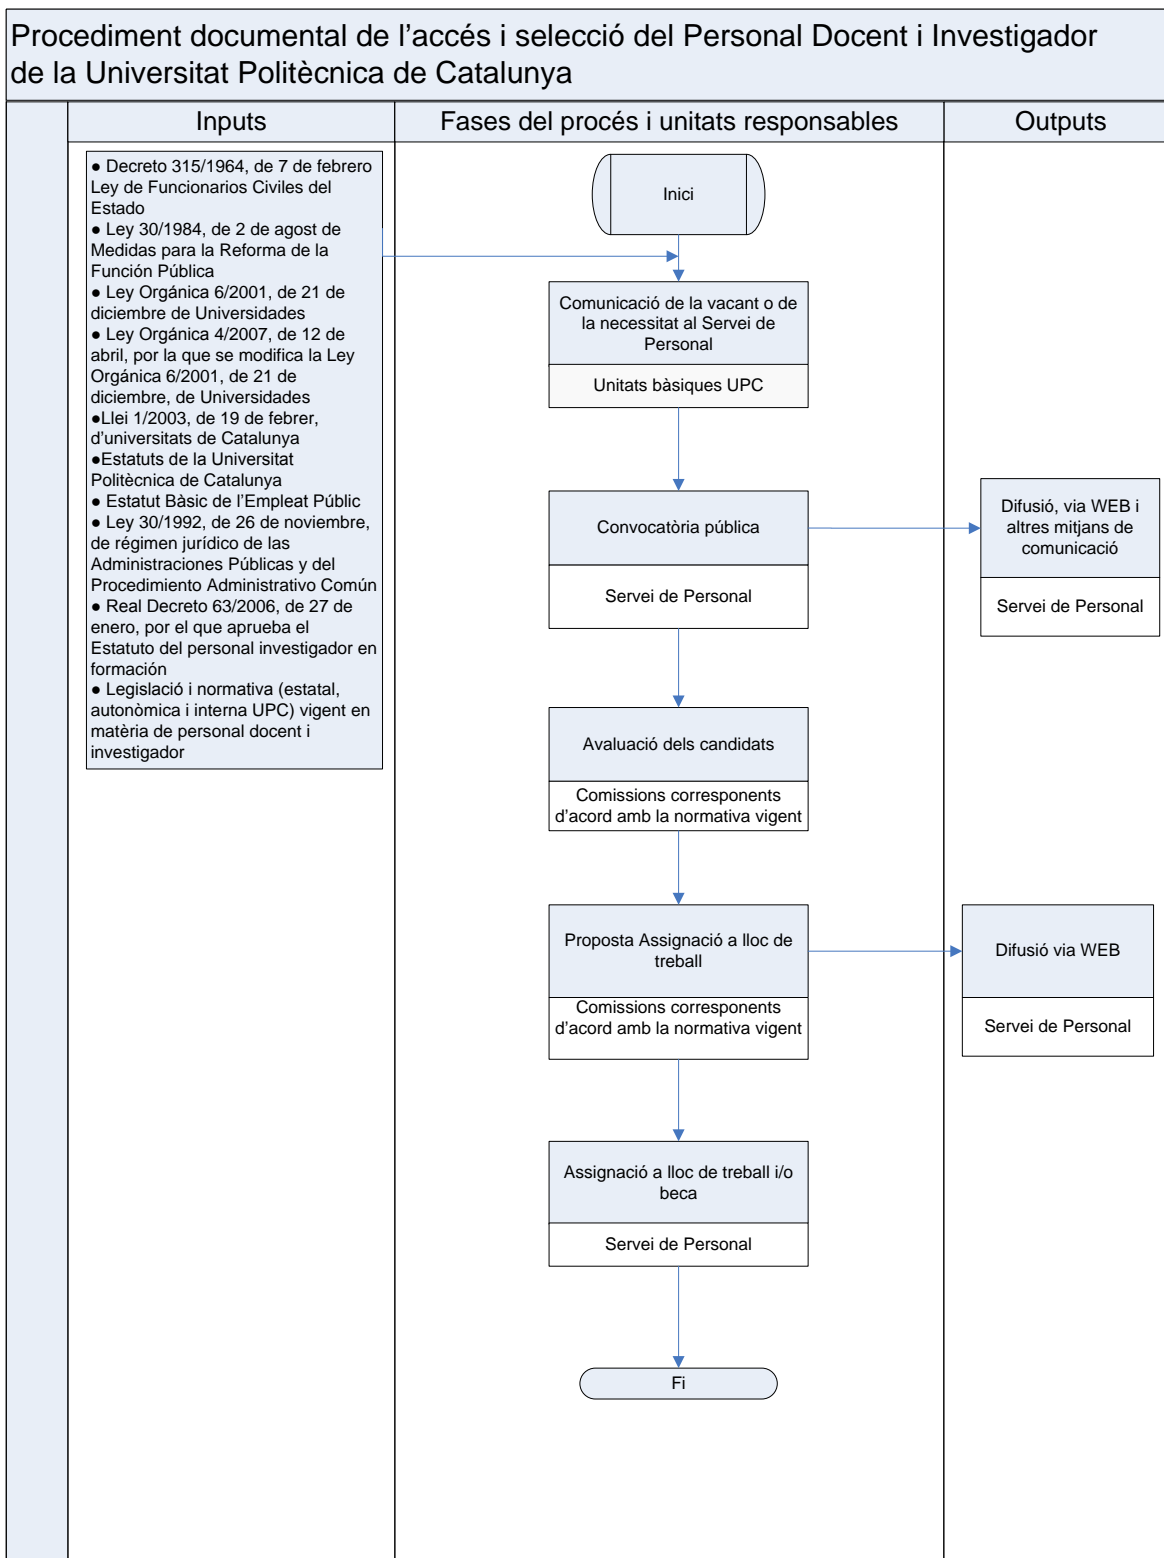 Procediment documental de l'accés i selecció del Personal Docent i Investigador
de la Universitat Politècnica de Catalunya
Inputs
Fases del procés i unitats responsables
Outputs
● Decreto 315/1964, de 7 de febrero
Ley de Funcionarios Civiles del
Estado
● Ley 30/1984, de 2 de agost de
Medidas para la Reforma de la
Función Pública
● Ley Orgánica 6/2001, de 21 de
diciembre de Universidades
● Ley Orgánica 4/2007, de 12 de
abril, por la que se modifica la Ley
Orgánica 6/2001, de 21 de
diciembre, de Universidades
●Llei 1/2003, de 19 de febrer,
d'universitats de Catalunya
●Estatuts de la Universitat
Politècnica de Catalunya
● Estatut Bàsic de l'Empleat Públic
● Ley 30/1992, de 26 de noviembre,
de régimen jurídico de las
Administraciones Públicas y del
Procedimiento Administrativo Común
● Real Decreto 63/2006, de 27 de
enero, por el que aprueba el
Estatuto del personal investigador en
formación
● Legislació i normativa (estatal,
autonòmica i interna UPC) vigent en
matèria de personal docent i
investigador
Inici
Comunicació de la vacant o de
la necessitat al Servei de
Personal
Unitats bàsiques UPC
Convocatòria pública
Servei de Personal
Difusió, via WEB i
altres mitjans de
comunicació
Servei de Personal
Avaluació dels candidats
Comissions corresponents
d'acord amb la normativa vigent
Proposta Assignació a lloc de
treball
Comissions corresponents
d'acord amb la normativa vigent
Difusió via WEB
Servei de Personal
Assignació a lloc de treball i/o
beca
Servei de Personal
Fi